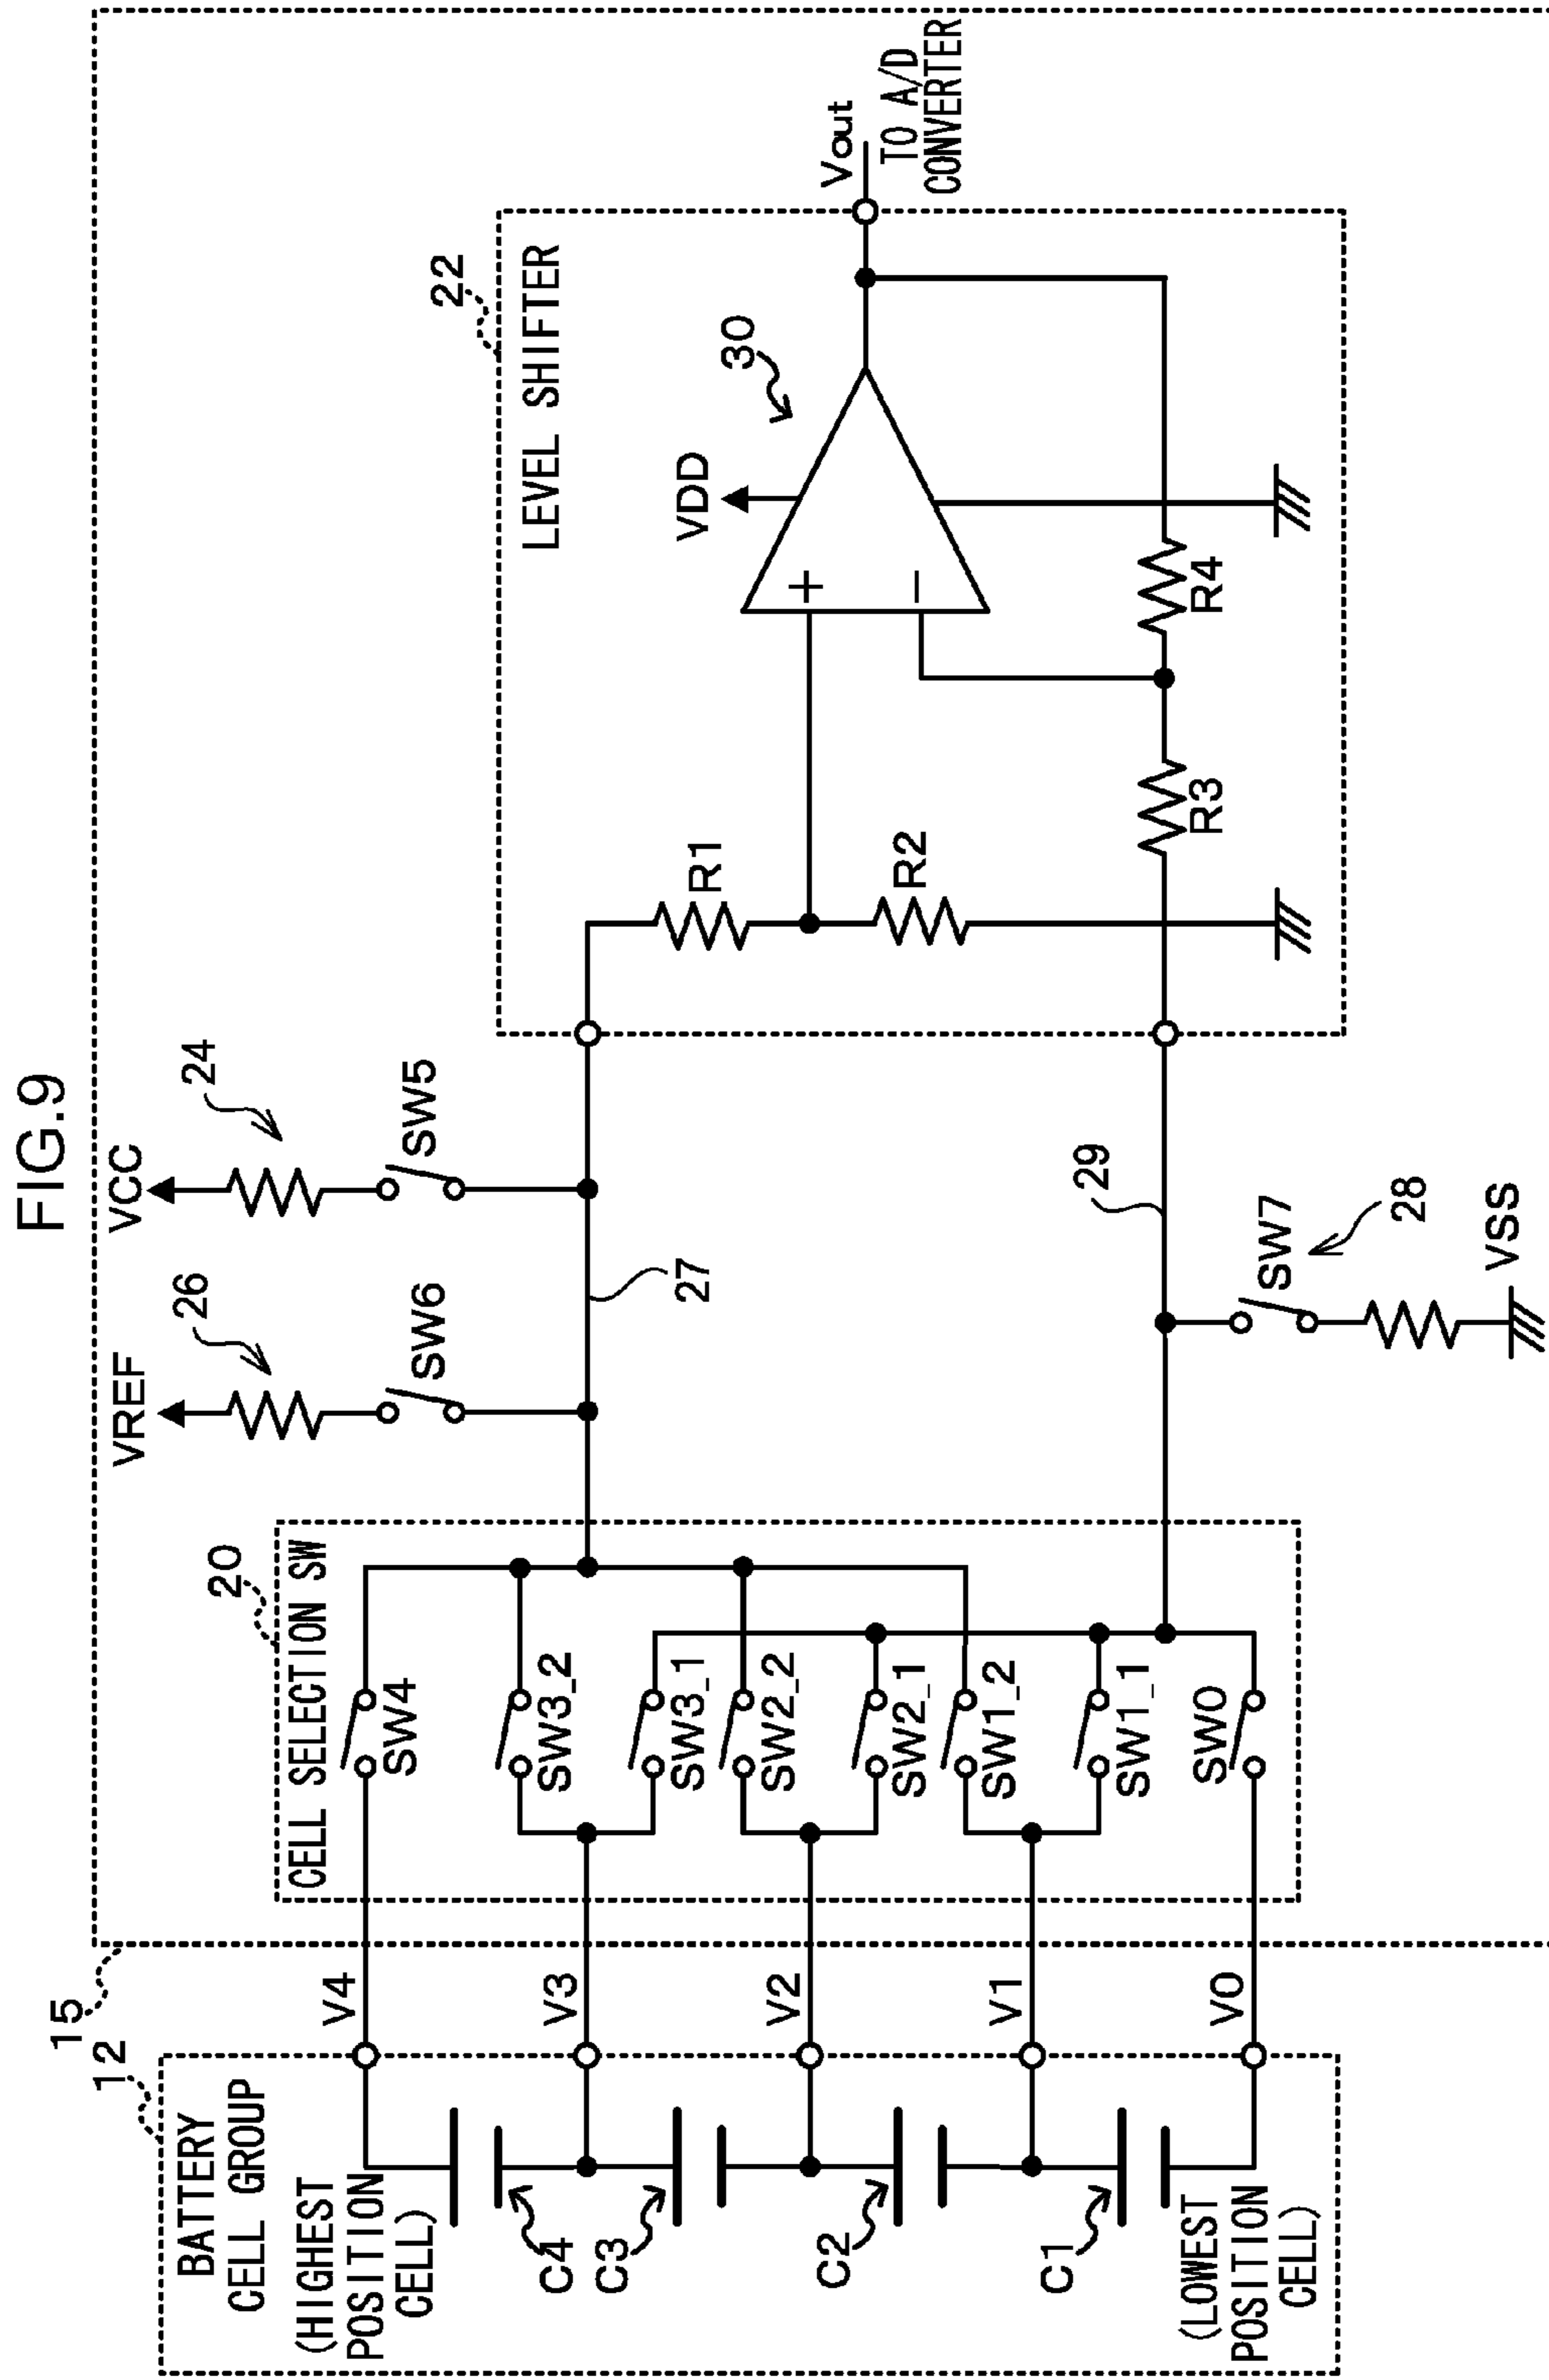 FIG.9
15
12
BATTERY
CELL GROUP
(HIGHEST
POSITION
CELL)
C4
C3
C2
C1
(LOWEST
POSITION
CELL)
V4
V3
V2
V1
V0
20
CELL SELECTION SW
SW4
SW3_2
SW3_1
SW2_2
SW2_1
SW1_2
SW1_1
SW0
VREF
26
SW6
VCC
24
SW5
27
29
SW7
28
VSS
22
LEVEL SHIFTER
R1
R2
R3
R4
VDD
30
+
−
Vout
TO A/D
CONVERTER